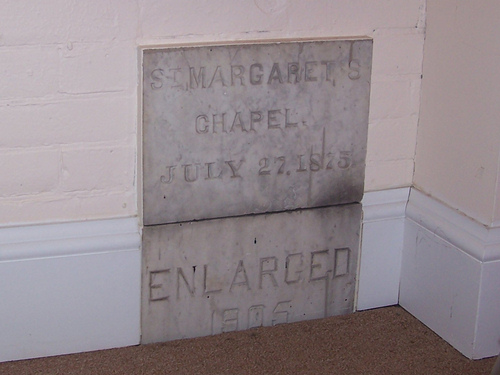 ST. MARGARET'S
CHAPEL.
JULY 27, 1875.
ENLARGED